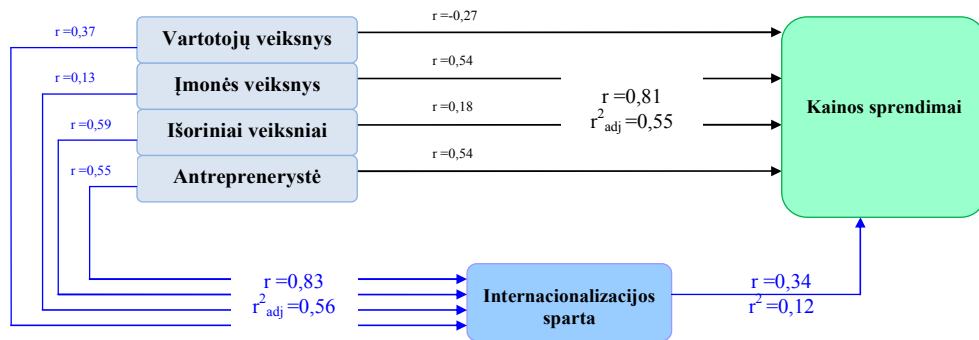 r =0,37
Vartotojų veiksnys
r=-0,27
r =0,13
Įmonės veiksnys
r=0,54
r =0,59
Išoriniai veiksniai
r=0,18
r =0,55
Antreprenerystė
r=0,54
r =0,81
r²adj =0,55
Kainos sprendimai
r =0,83
r²adj =0,56
Internacionalizacijos
sparta
r =0,34
r² =0,12